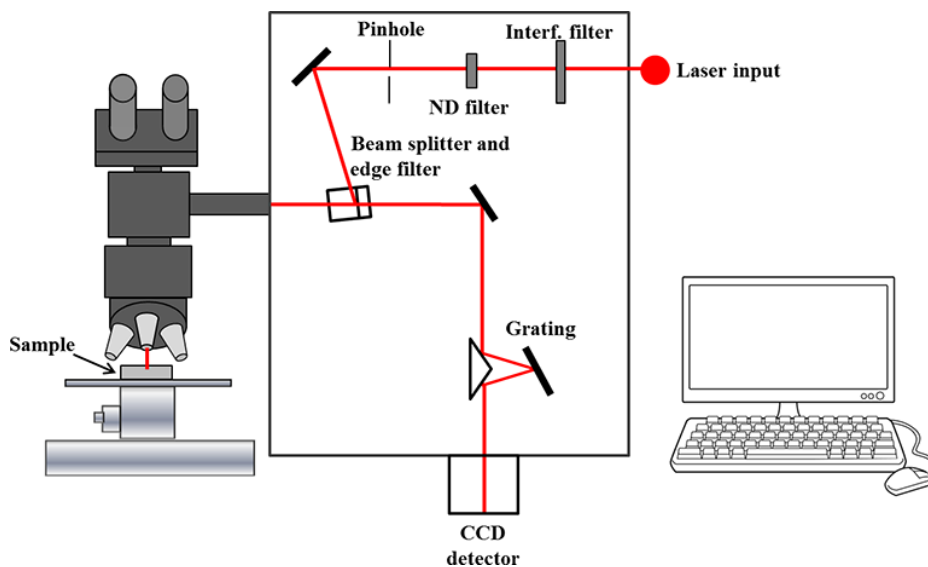 Pinhole
Interf. filter
Laser input
ND filter
Beam splitter and
edge filter
Grating
Sample
CCD
detector